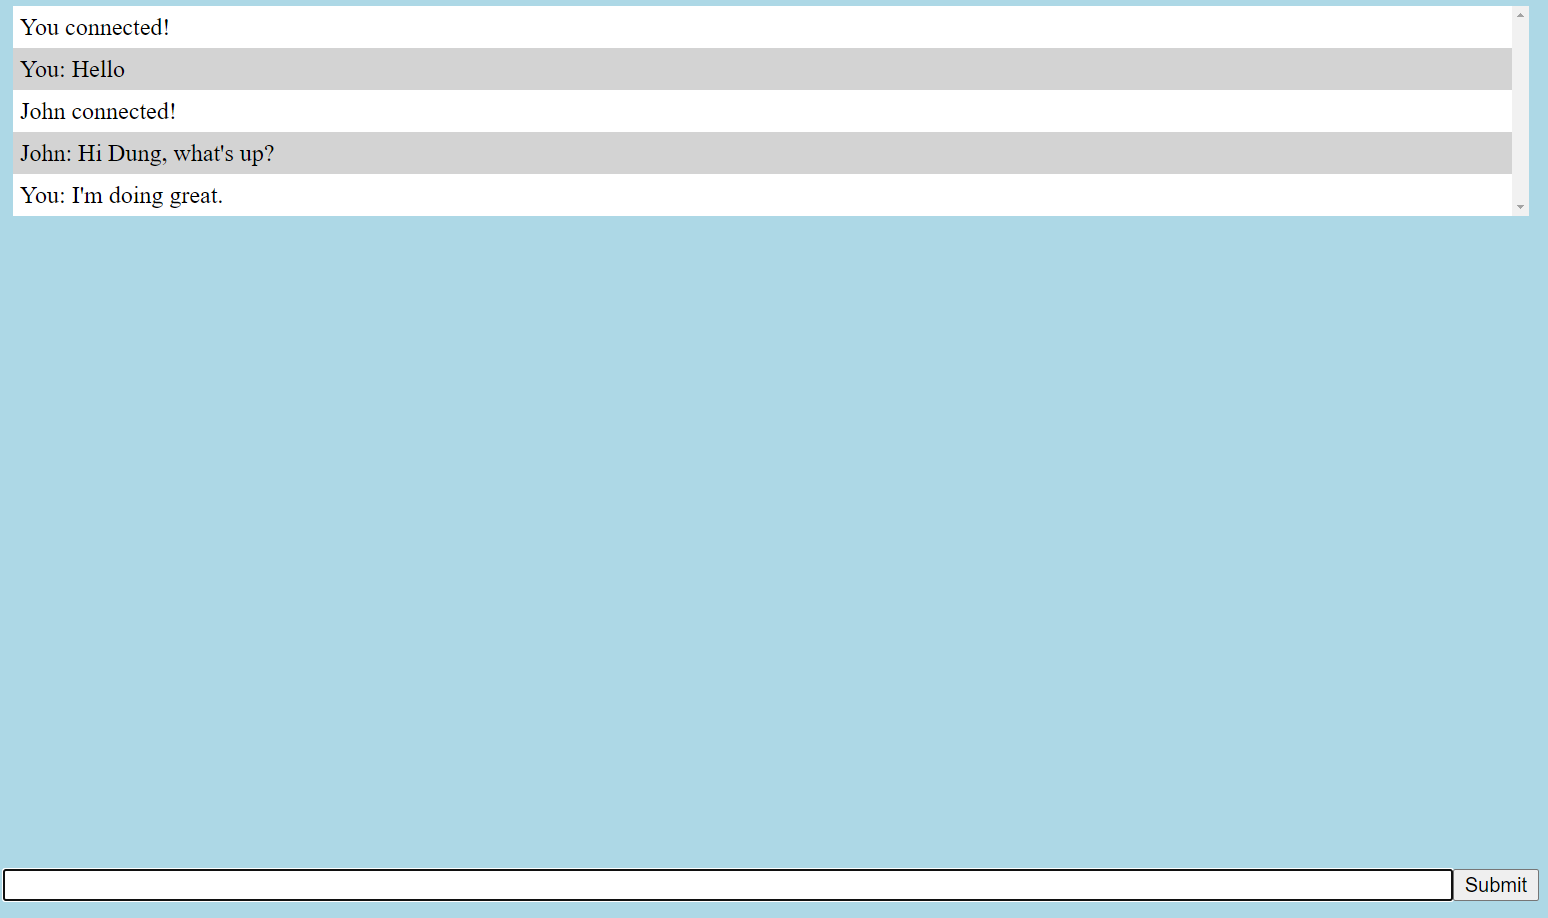 You connected!
You: Hello
John connected!
John: Hi Dung, what's up?
You: I'm doing great.
Submit